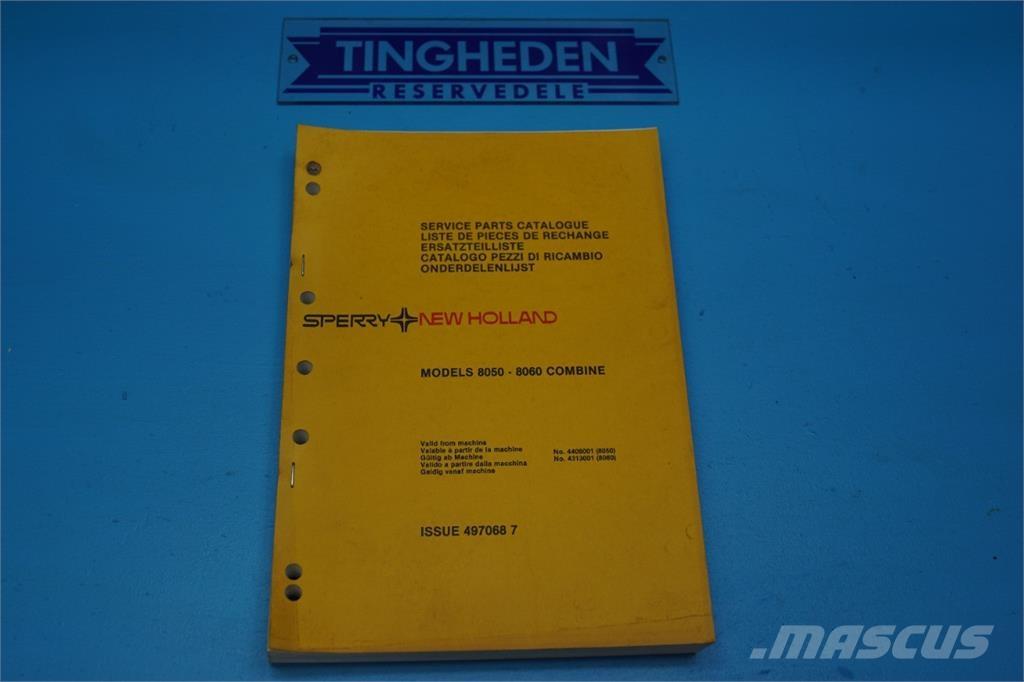 TINGHEDEN
RESERVEDELE
SERVICE PARTS CATALOGUE
LISTE DE PIECES DE RECHANGE
ERSATZTEILLISTE
CATALOGO PEZZI DI RICAMBIO
ONDERDELENLIJST
SPERRY NEW HOLLAND
MODELS 8050 - 8060 COMBINE
Valid from machine
Valable à partir de la machine No. 4406001 (8050)
Gültig ab Machine No. 4313001 (8060)
Valido a partire dalla macchina
Geldig vanaf machine
ISSUE 497068 7
.MASCUS